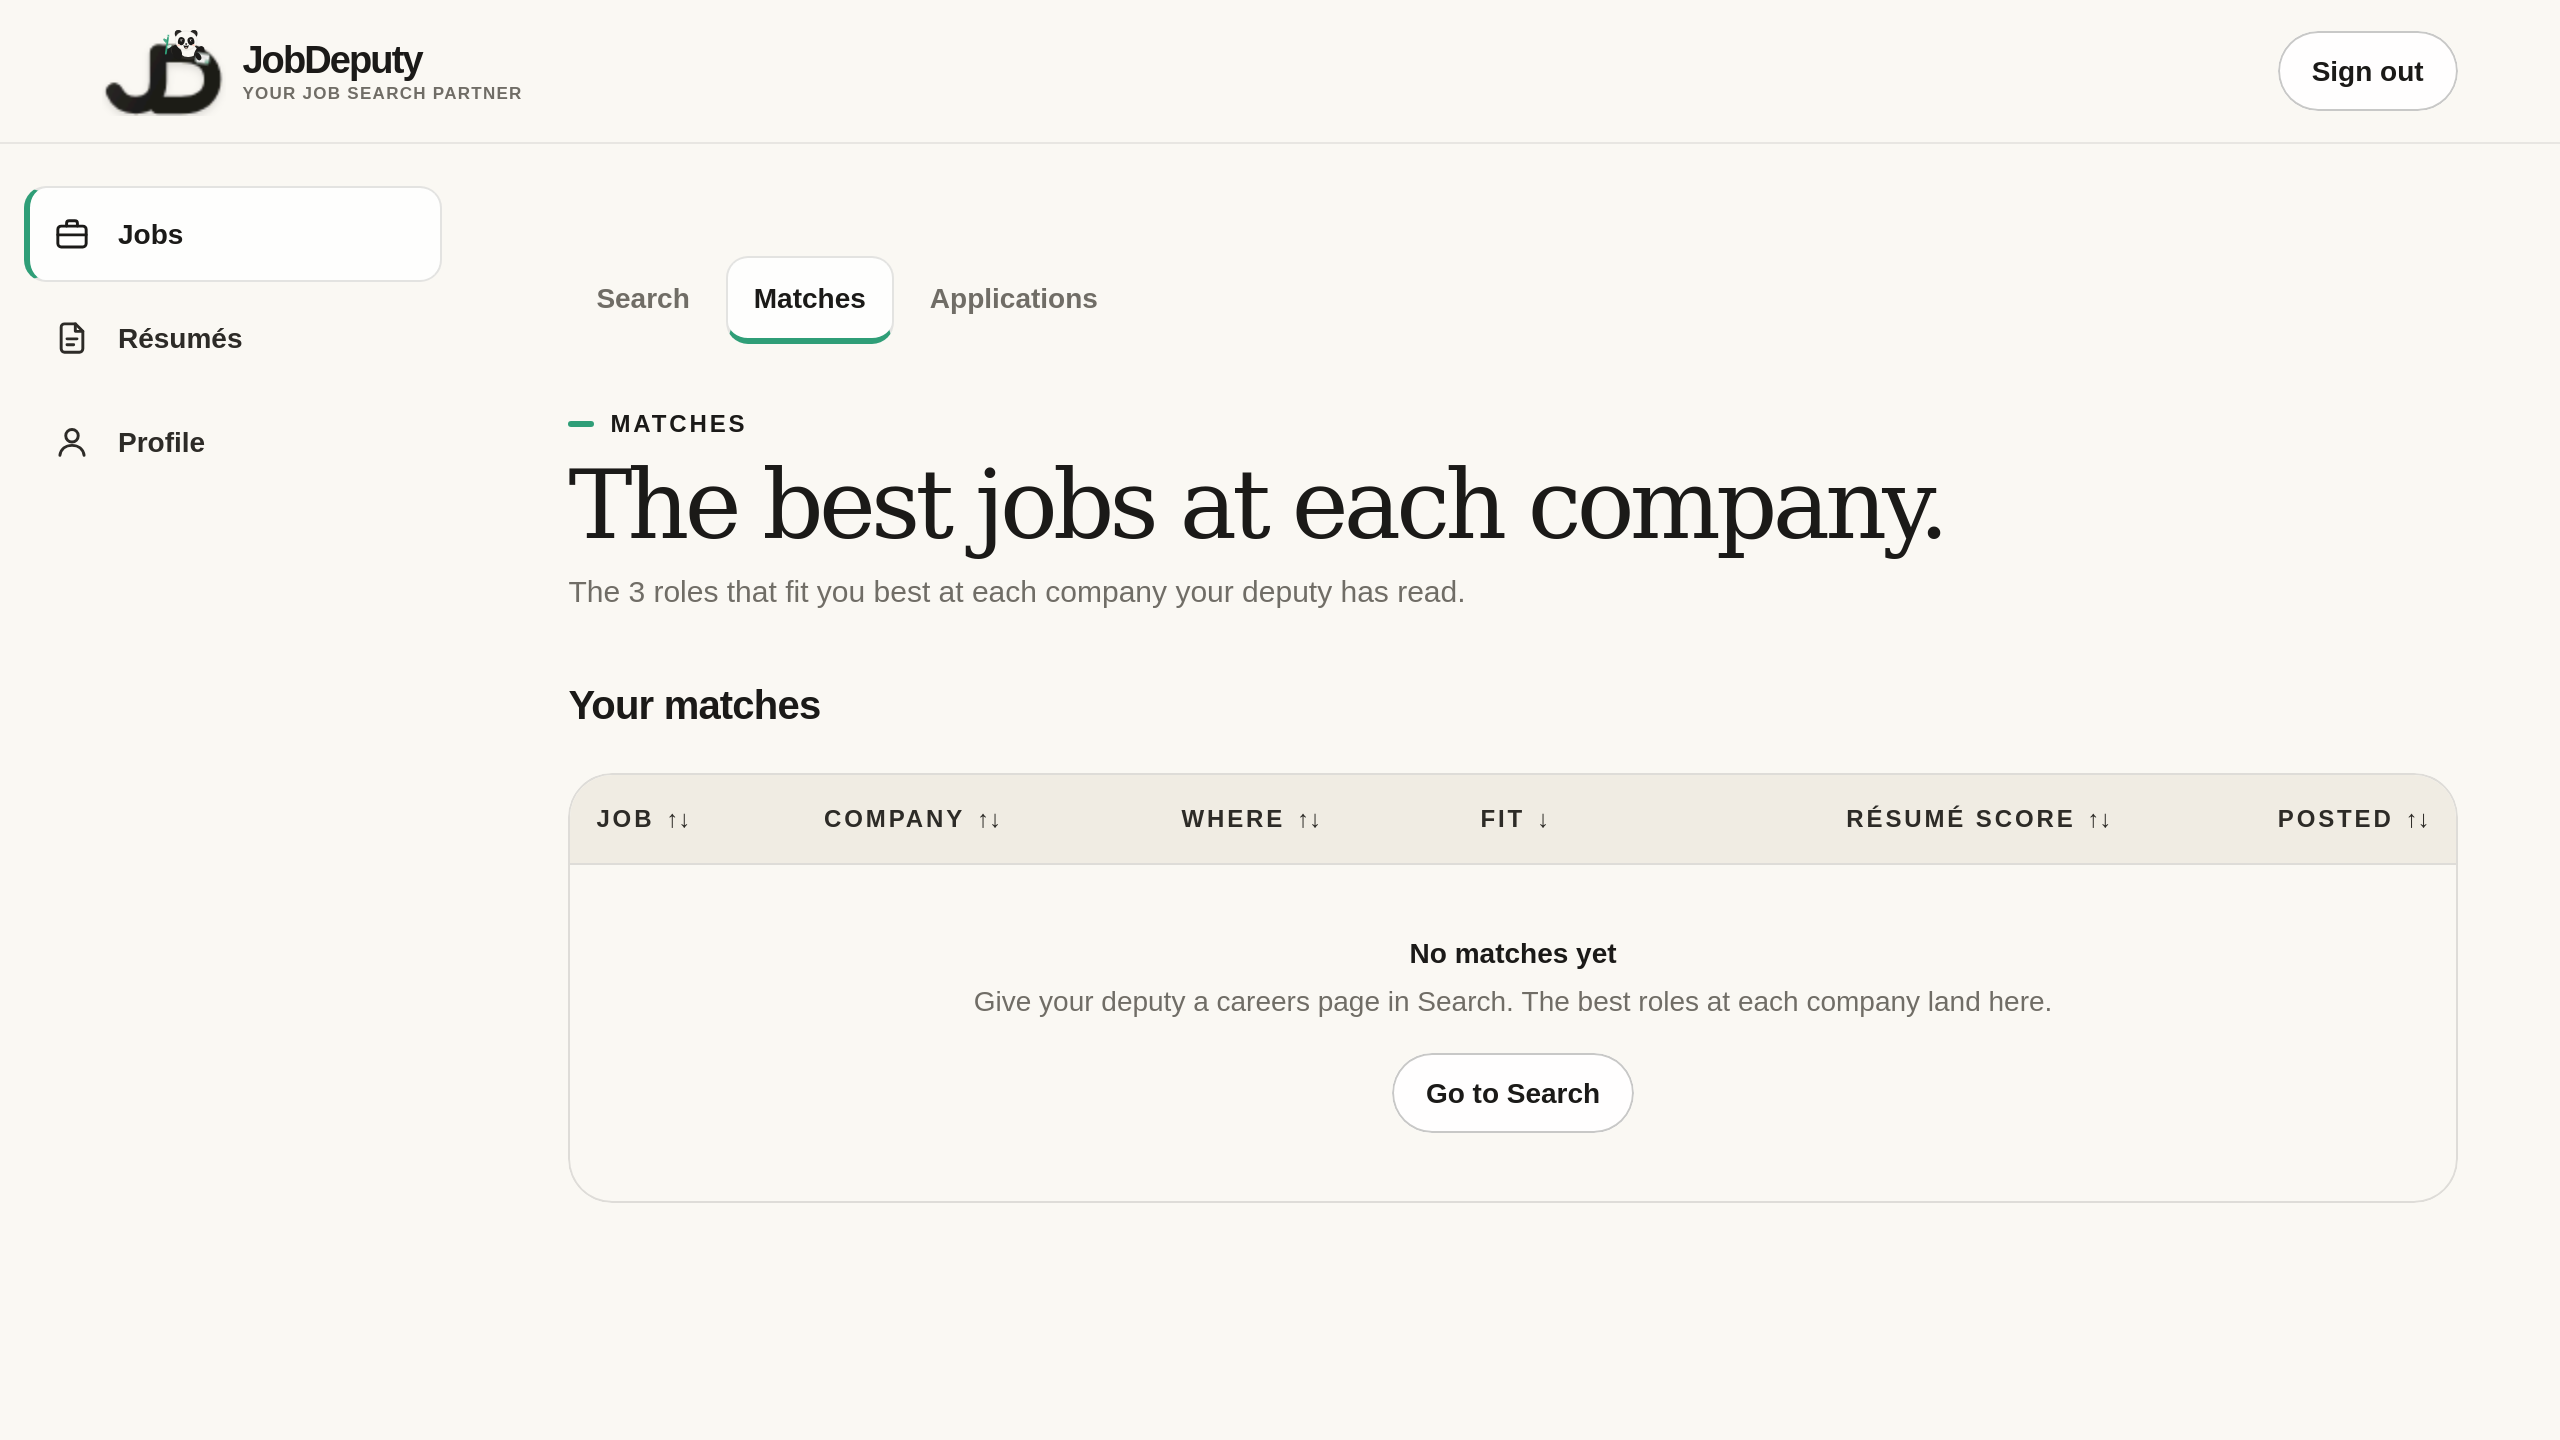 JobDeputy
YOUR JOB SEARCH PARTNER
Sign out
Jobs
Résumés
Profile
Search
Matches
Applications
MATCHES
The best jobs at each company.
The 3 roles that fit you best at each company your deputy has read.
Your matches
JOB ↑↓ COMPANY ↑↓ WHERE ↑↓ FIT ↓ RÉSUMÉ SCORE ↑↓ POSTED ↑↓
No matches yet
Give your deputy a careers page in Search. The best roles at each company land here.
Go to Search